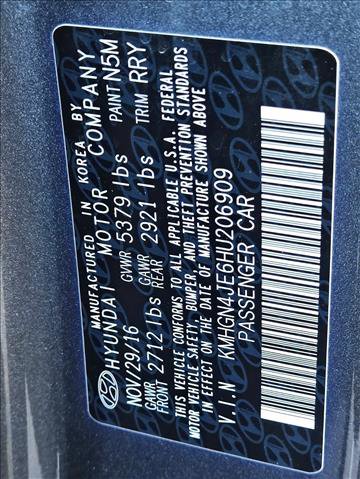 MANUFACTURED IN KOREA BY
HYUNDAI MOTOR COMPANY
NOV/29/16 GVWR 5379 lbs PAINT N5M
GAWR FRONT 2712 lbs GAWR REAR 2921 lbs TRIM RRY
THIS VEHICLE CONFORMS TO ALL APPLICABLE U.S.A. FEDERAL
MOTOR VEHICLE SAFETY, BUMPER, AND THEFT PREVENTION STANDARDS
IN EFFECT ON THE DATE OF MANUFACTURE SHOWN ABOVE
V.I.N KMHGN4JE6HU206909
PASSENGER CAR